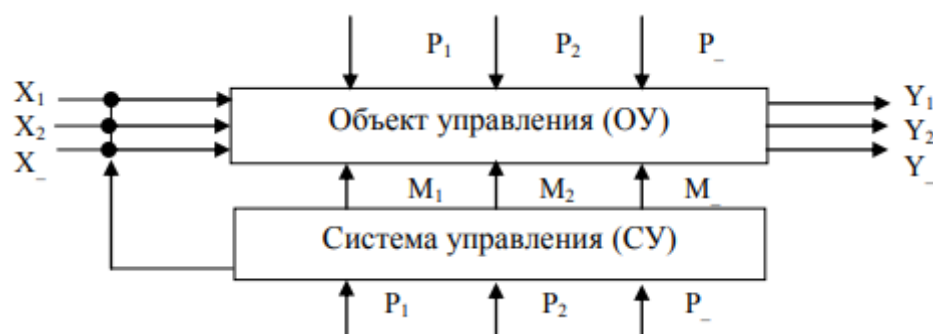 P₁ P₂ P_
X₁
X₂
X_
Объект управления (ОУ)
Y₁
Y₂
Y_
M₁ M₂ M_
Система управления (СУ)
P₁ P₂ P_